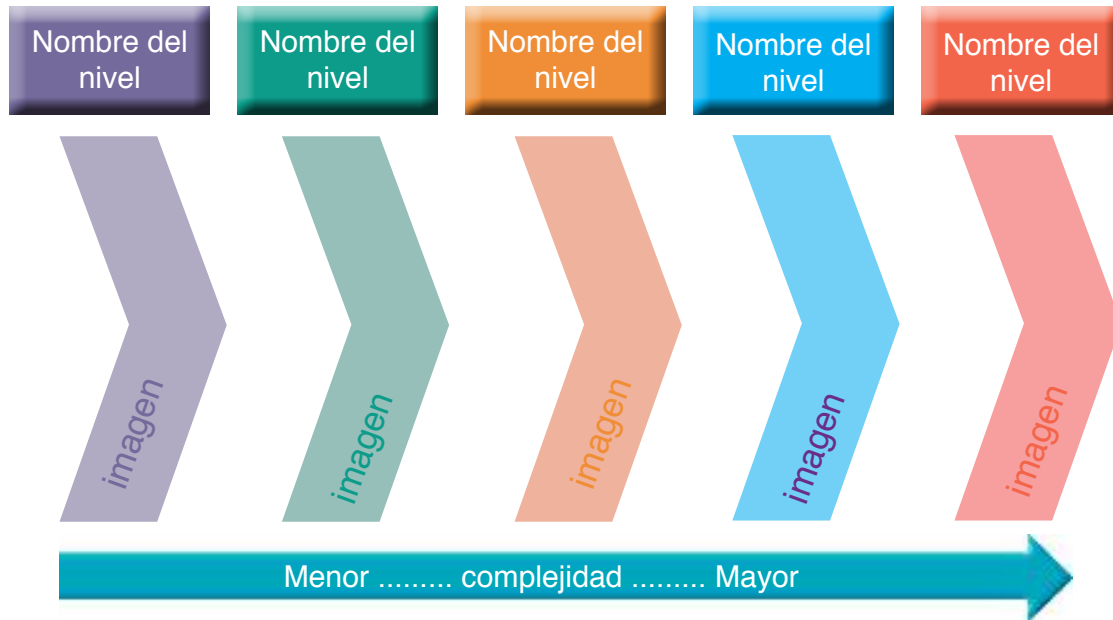 Nombre del
nivel
Nombre del
nivel
Nombre del
nivel
Nombre del
nivel
Nombre del
nivel
imagen
imagen
imagen
imagen
imagen
Menor ......... complejidad ......... Mayor